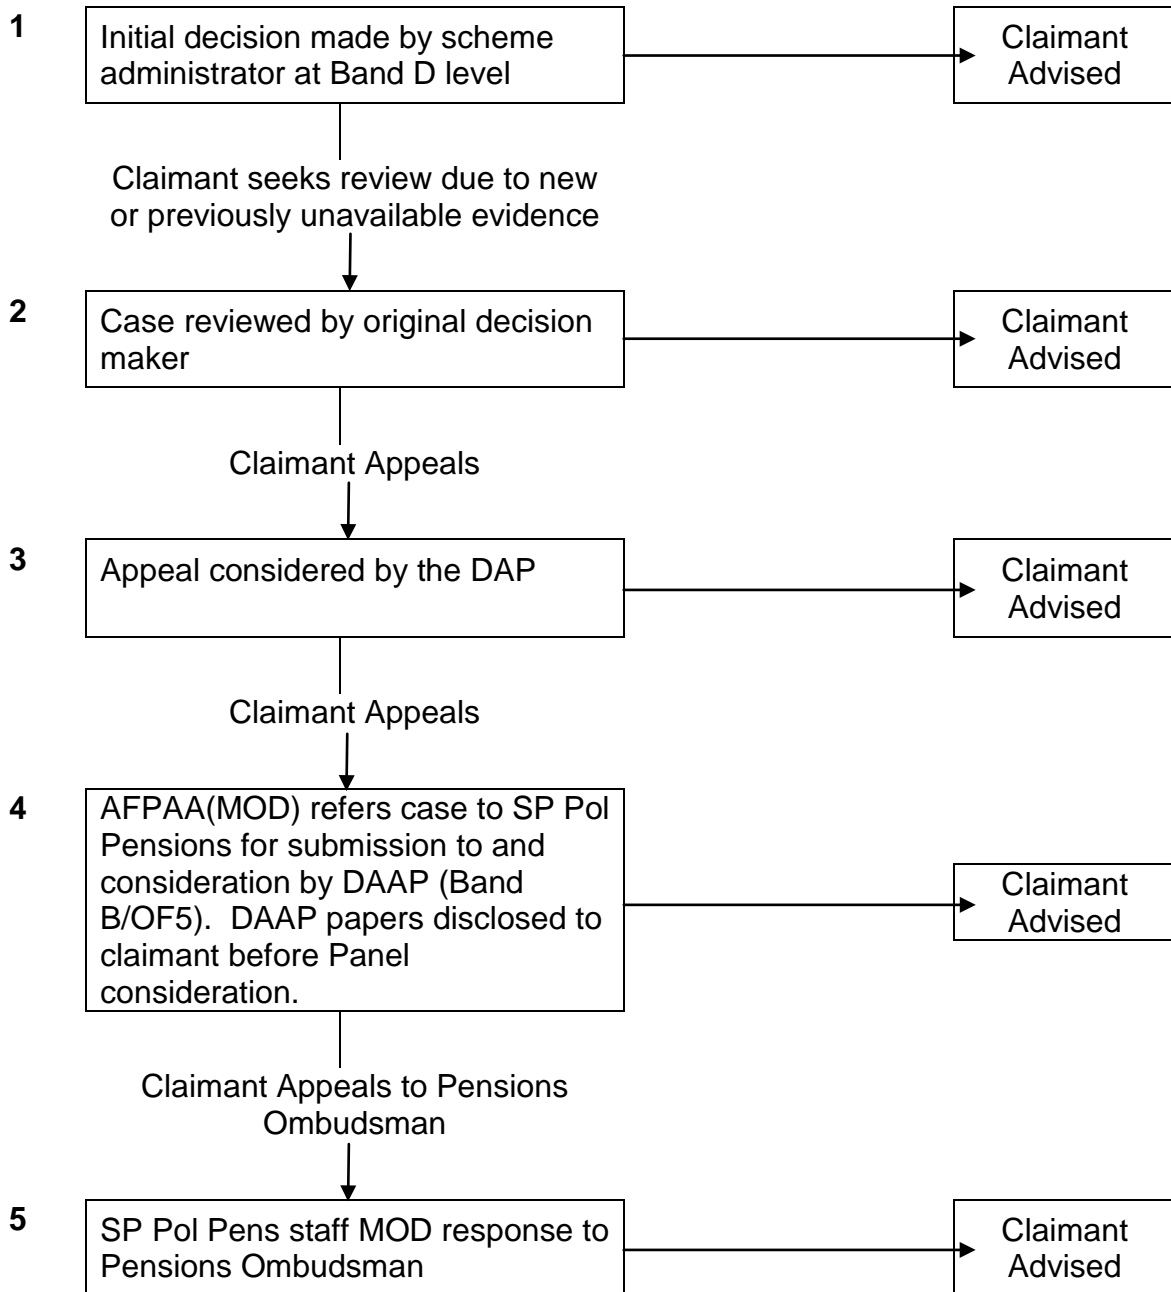 1
Initial decision made by scheme
administrator at Band D level
Claimant
Advised
Claimant seeks review due to new
or previously unavailable evidence
2
Case reviewed by original decision
maker
Claimant
Advised
Claimant Appeals
3
Appeal considered by the DAP
Claimant
Advised
Claimant Appeals
4
AFPAA(MOD) refers case to SP Pol
Pensions for submission to and
consideration by DAAP (Band
B/OF5).  DAAP papers disclosed to
claimant before Panel
consideration.
Claimant
Advised
Claimant Appeals to Pensions
Ombudsman
5
SP Pol Pens staff MOD response to
Pensions Ombudsman
Claimant
Advised